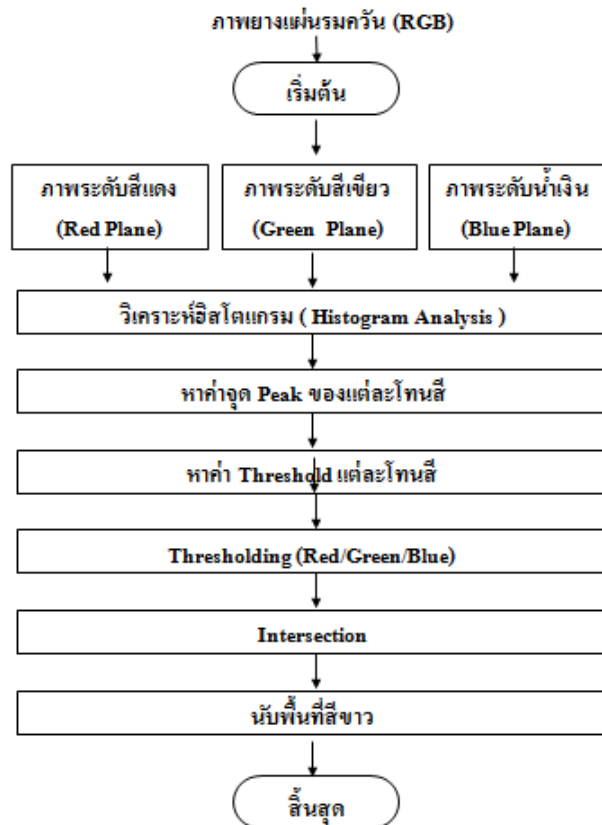 ภาพยางแผ่นรมควัน (RGB)
เริ่มต้น
ภาพระดับสีแดง
(Red Plane)
ภาพระดับสีเขียว
(Green Plane)
ภาพระดับน้ำเงิน
(Blue Plane)
วิเคราะห์ฮิสโตแกรม ( Histogram Analysis )
หาค่าจุด Peak ของแต่ละโทนสี
หาค่า Threshold แต่ละโทนสี
Thresholding (Red/Green/Blue)
Intersection
นับพื้นที่สีขาว
สิ้นสุด